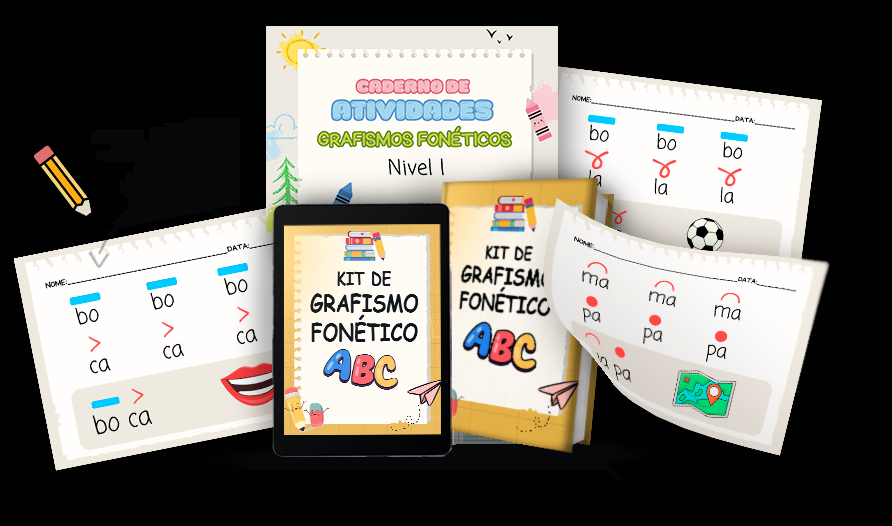 CADERNO DE
ATIVIDADES
GRAFISMOS FONÉTICOS
Nivel I
NOME: DATA:
bo bo bo
la la la
NOME: DATA:
bo bo bo
ca ca ca
bo ca
KIT DE
GRAFISMO
FONÉTICO
ABC
KIT DE
GRAFISMO
FONÉTICO
ABC
NOME: DATA:
ma ma ma
pa pa pa
pa